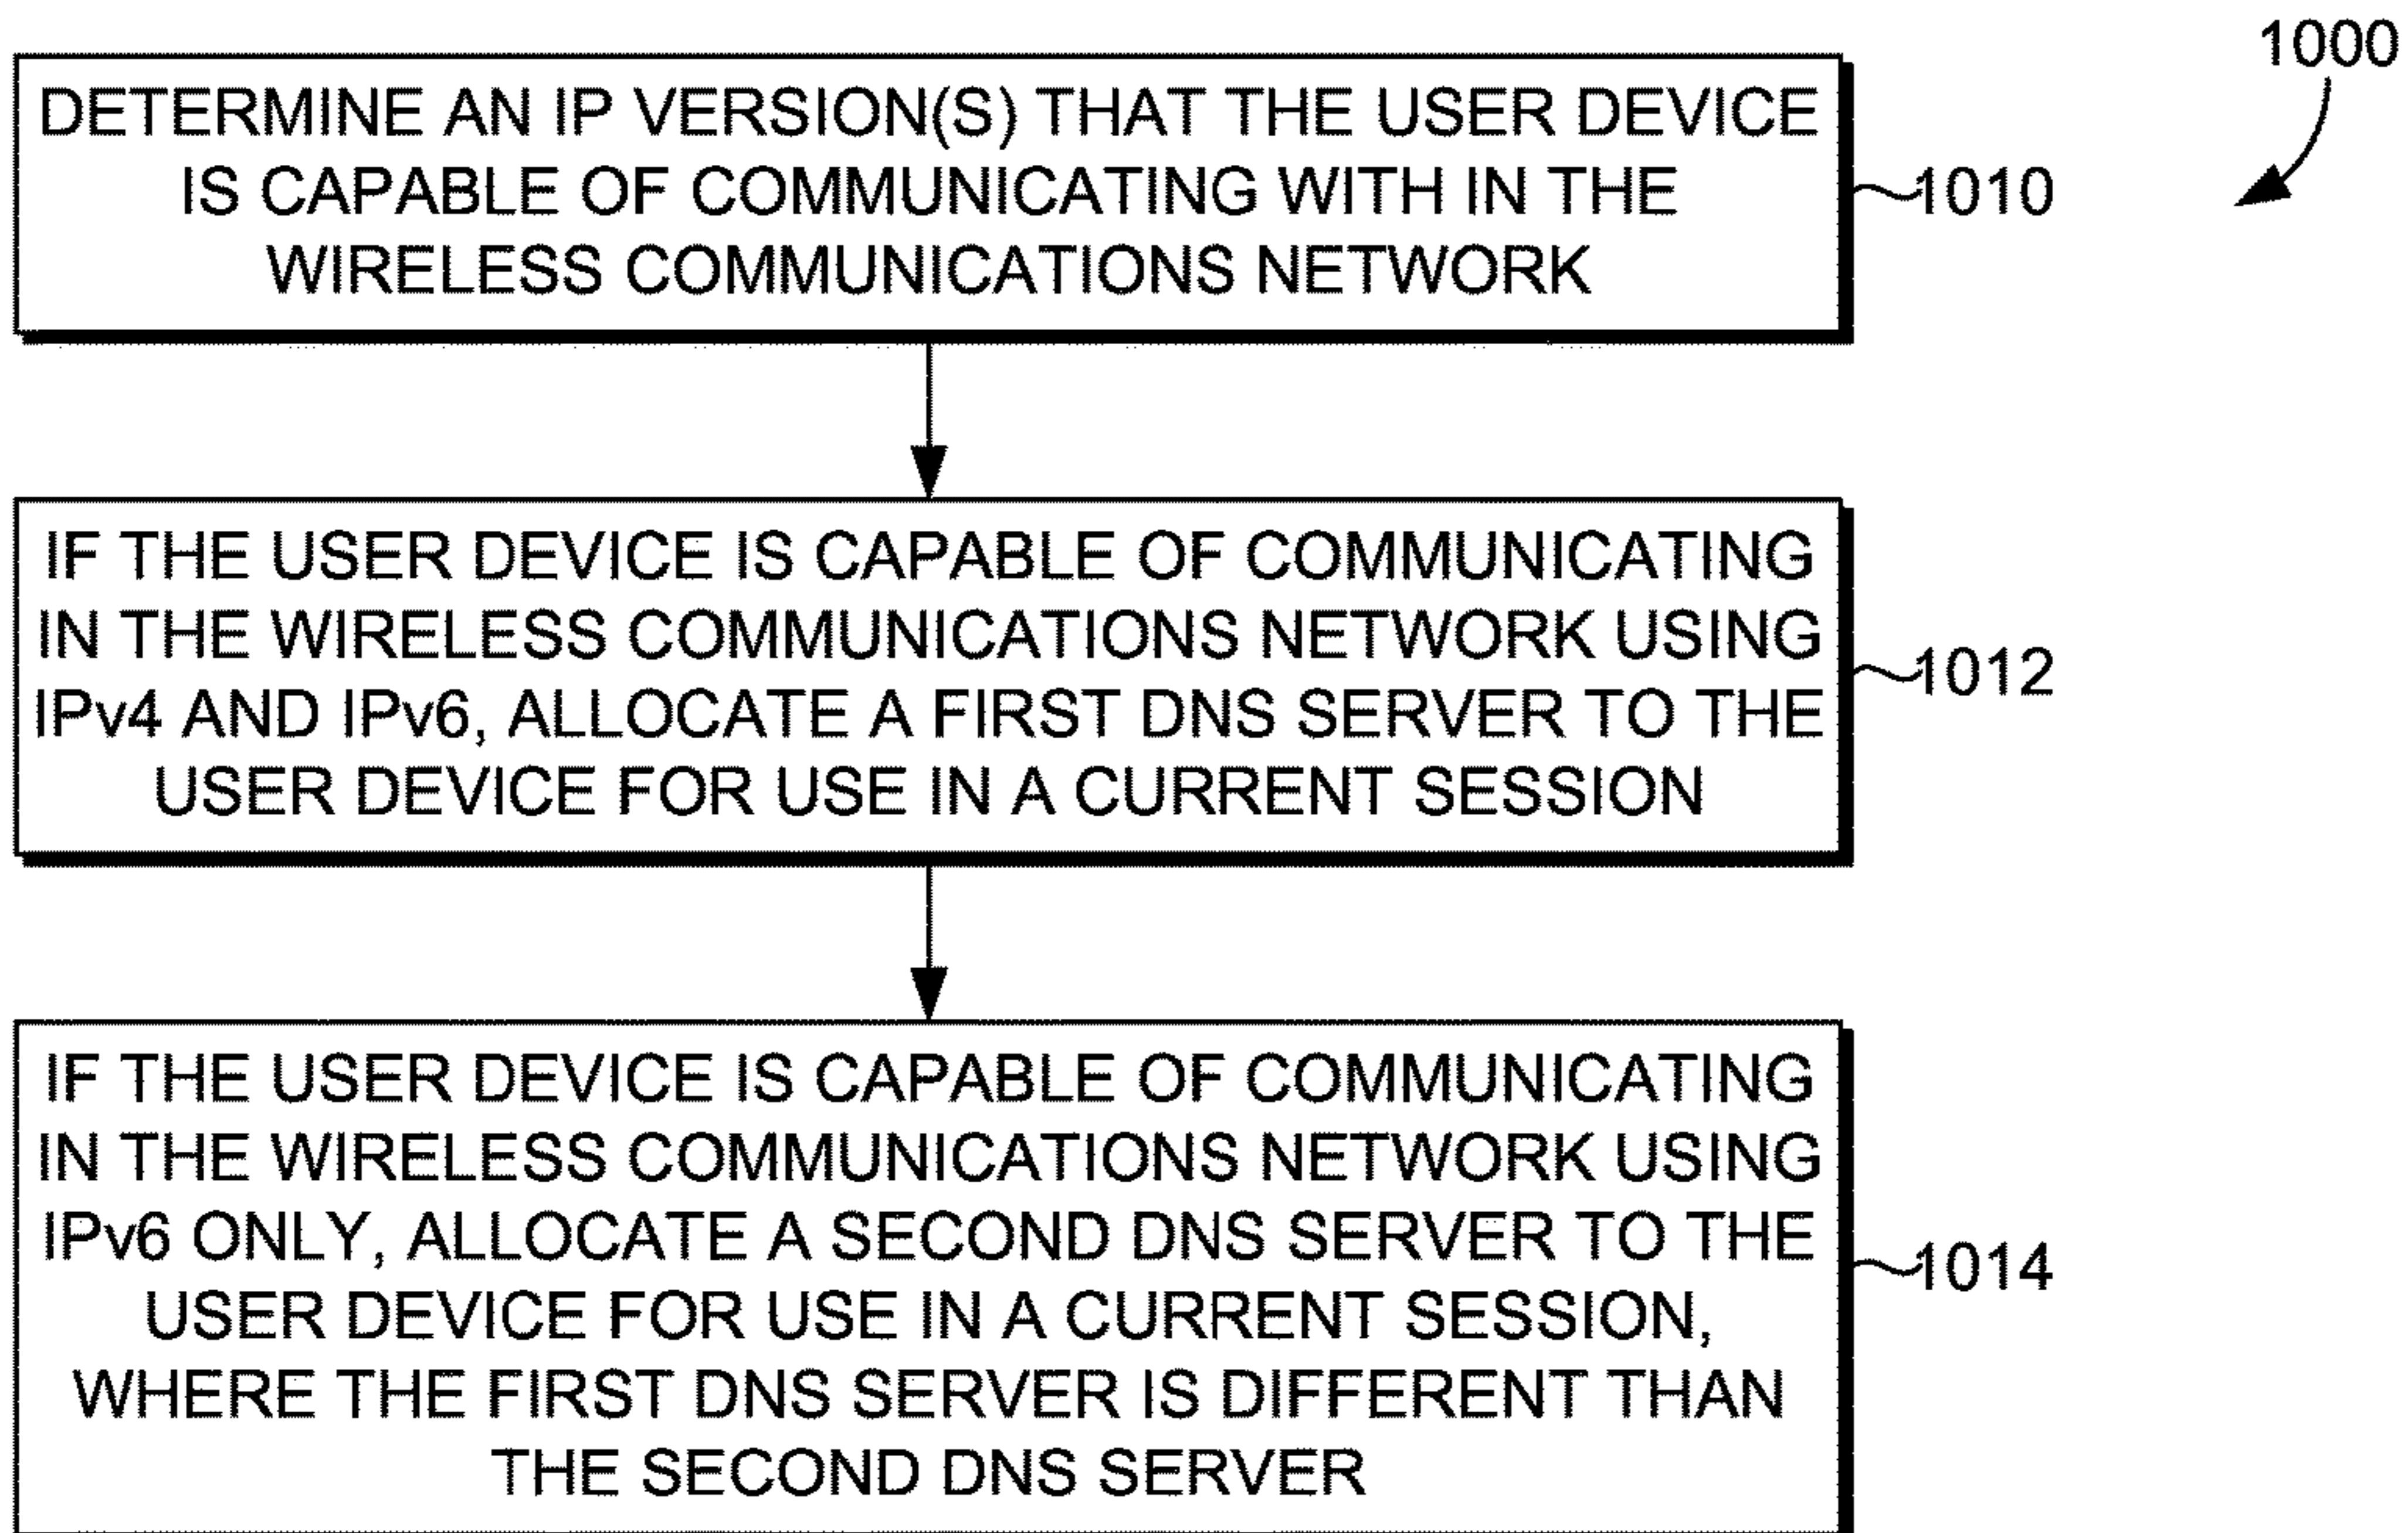 1000
DETERMINE AN IP VERSION(S) THAT THE USER DEVICE
IS CAPABLE OF COMMUNICATING WITH IN THE
WIRELESS COMMUNICATIONS NETWORK
1010
IF THE USER DEVICE IS CAPABLE OF COMMUNICATING
IN THE WIRELESS COMMUNICATIONS NETWORK USING
IPv4 AND IPv6, ALLOCATE A FIRST DNS SERVER TO THE
USER DEVICE FOR USE IN A CURRENT SESSION
1012
IF THE USER DEVICE IS CAPABLE OF COMMUNICATING
IN THE WIRELESS COMMUNICATIONS NETWORK USING
IPv6 ONLY, ALLOCATE A SECOND DNS SERVER TO THE
USER DEVICE FOR USE IN A CURRENT SESSION,
WHERE THE FIRST DNS SERVER IS DIFFERENT THAN
THE SECOND DNS SERVER
1014